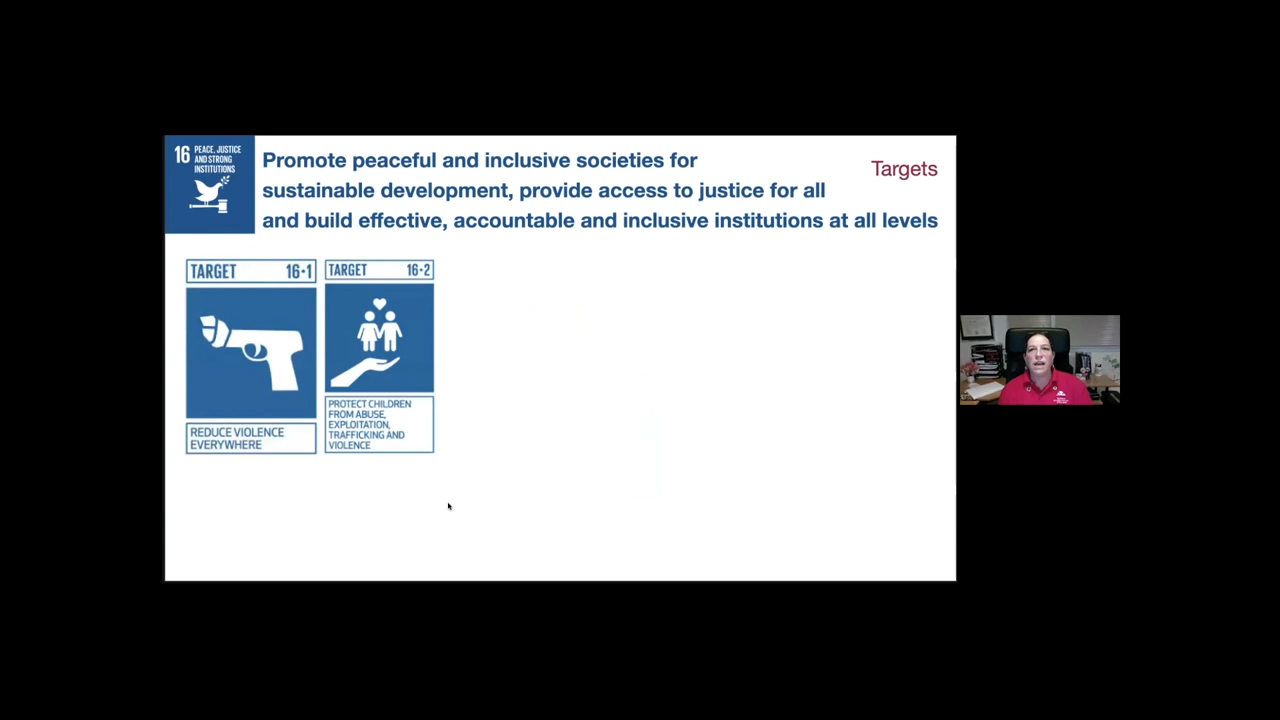 16 PEACE, JUSTICE
AND STRONG
INSTITUTIONS
Promote peaceful and inclusive societies for
sustainable development, provide access to justice for all
and build effective, accountable and inclusive institutions at all levels
Targets
TARGET 16·1
REDUCE VIOLENCE
EVERYWHERE
TARGET 16·2
PROTECT CHILDREN
FROM ABUSE,
EXPLOITATION,
TRAFFICKING AND
VIOLENCE